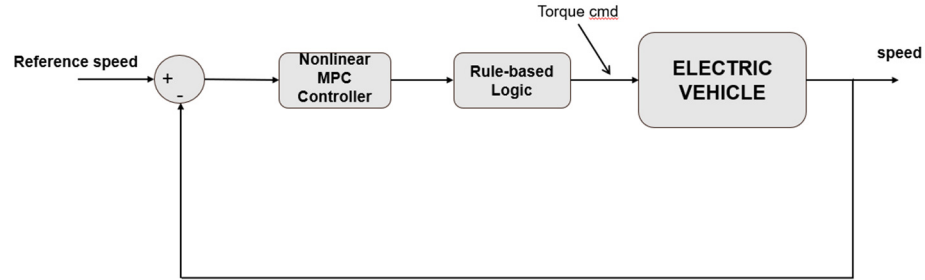 Torque cmd
Reference speed
+
-
Nonlinear
MPC
Controller
Rule-based
Logic
ELECTRIC
VEHICLE
speed